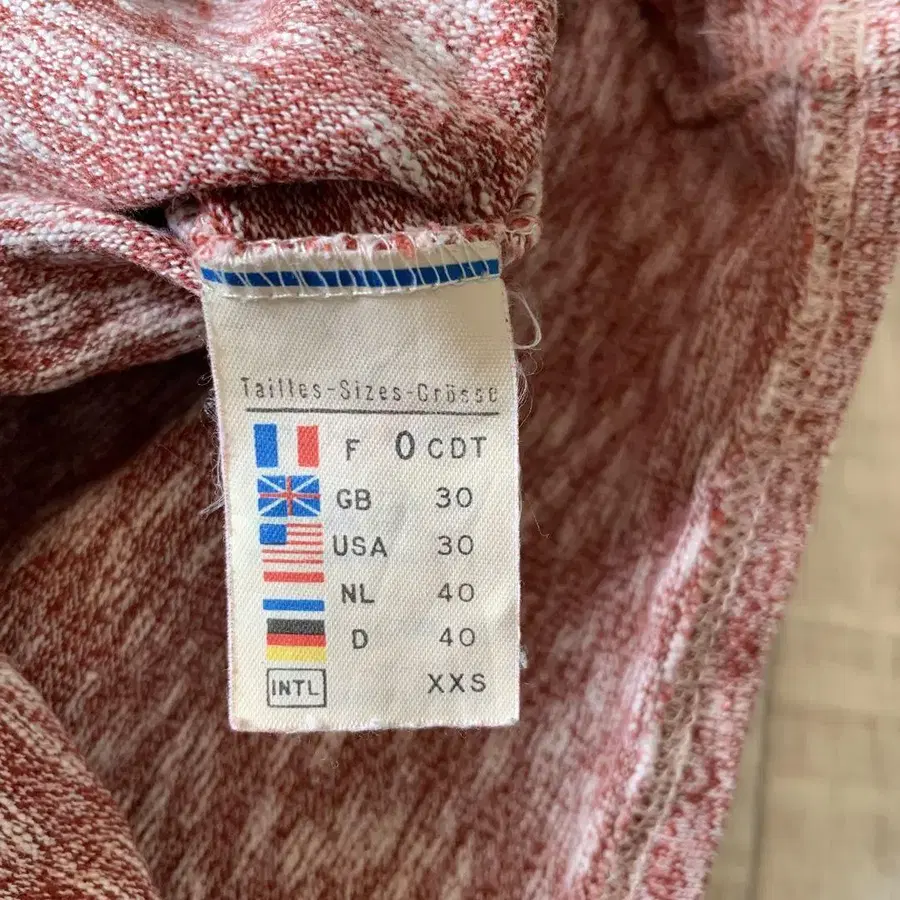 Tailles-Sizes-Grösse
F 0 CDT
GB 30
USA 30
NL 40
D 40
INTL XXS